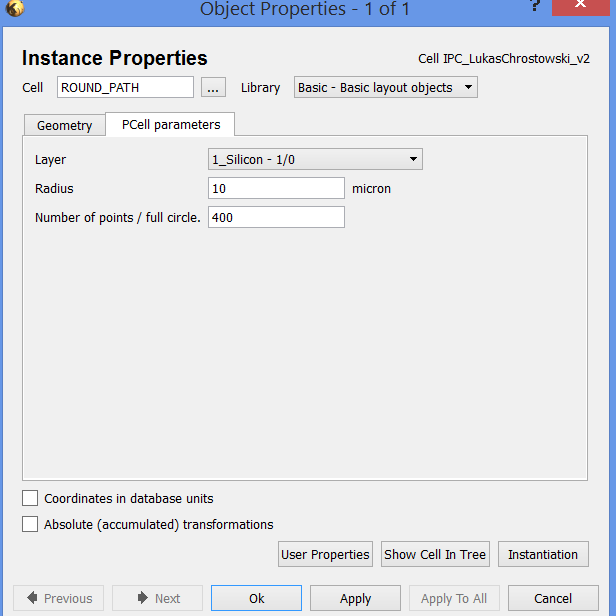 Object Properties - 1 of 1
?
Instance Properties
Cell IPC_LukasChrostowski_v2
Cell ROUND_PATH ... Library Basic - Basic layout objects
Geometry PCell parameters
Layer 1_Silicon - 1/0
Radius 10 micron
Number of points / full circle. 400
Coordinates in database units
Absolute (accumulated) transformations
User Properties Show Cell In Tree Instantiation
Previous Next Ok Apply Apply To All Cancel